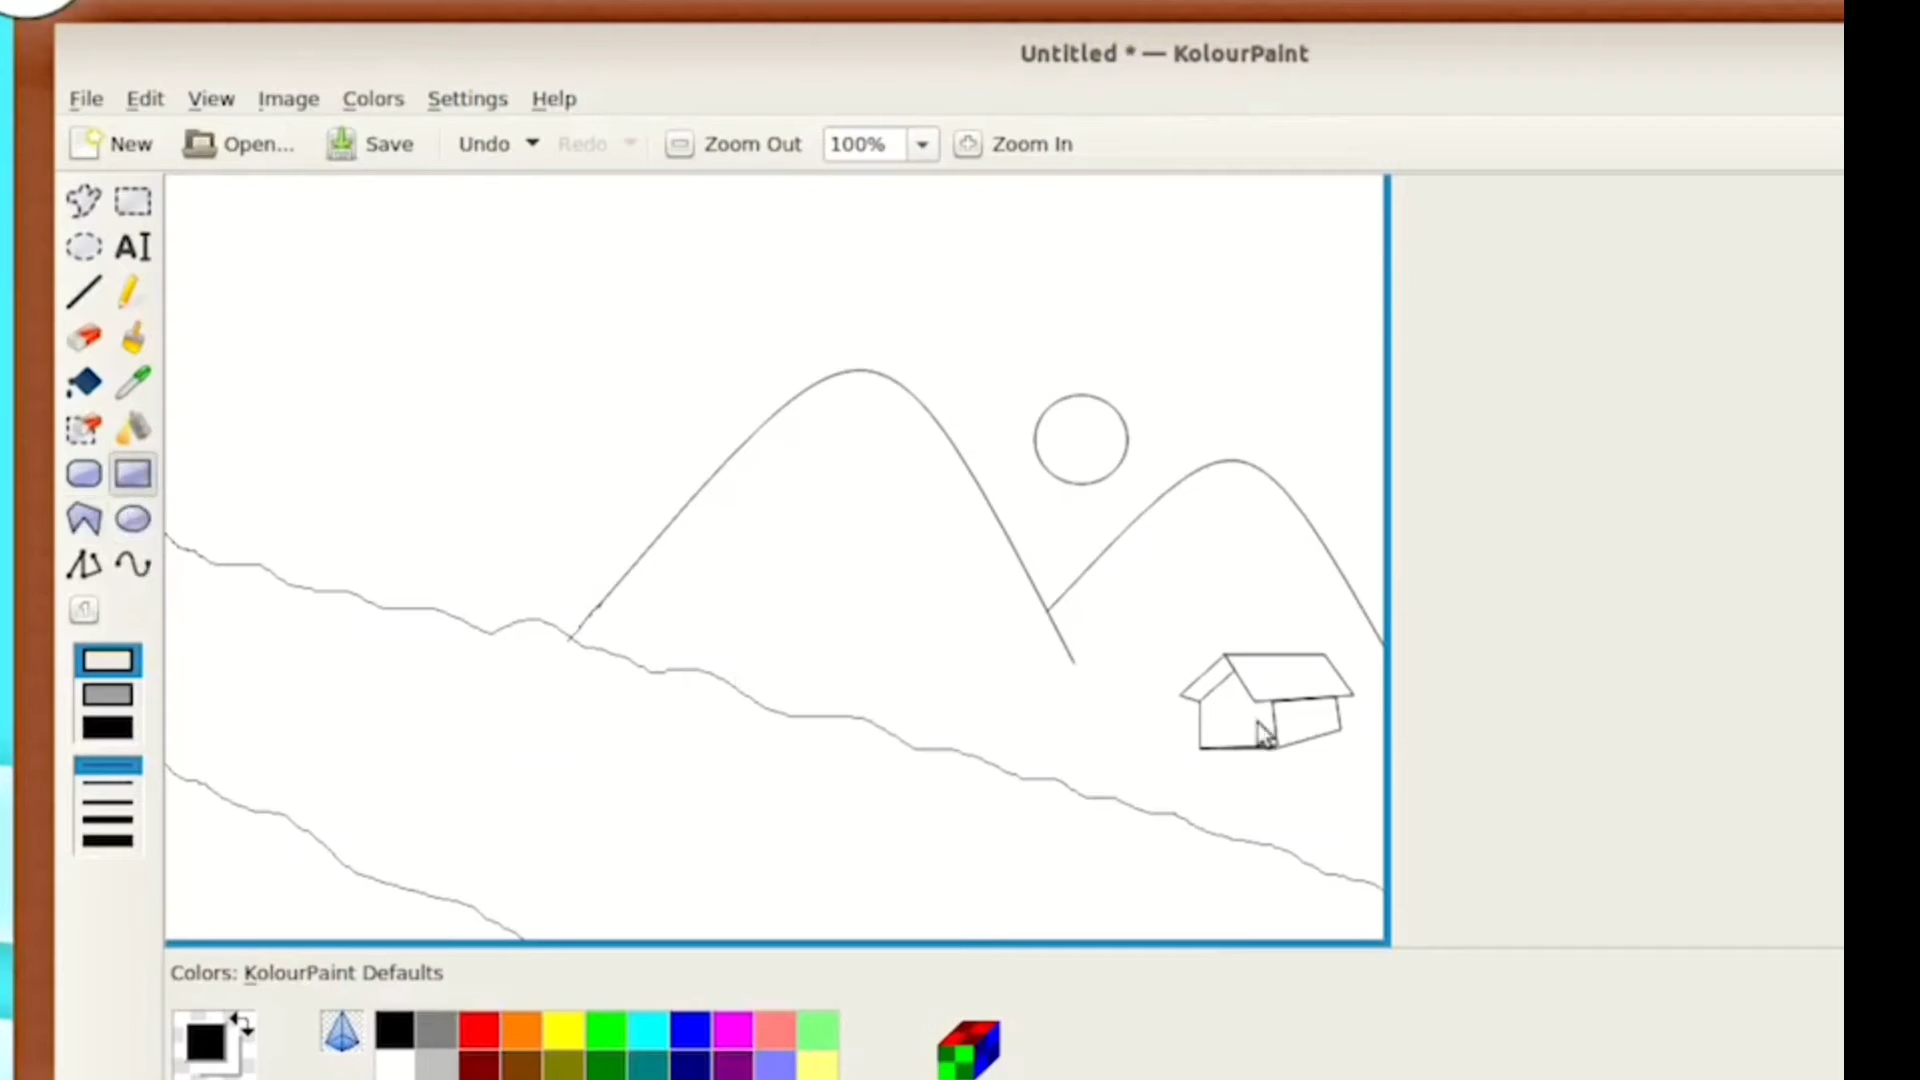 Untitled * — KolourPaint
File Edit View Image Colors Settings Help
New Open... Save Undo Redo Zoom Out 100% Zoom In
AI
Colors: KolourPaint Defaults